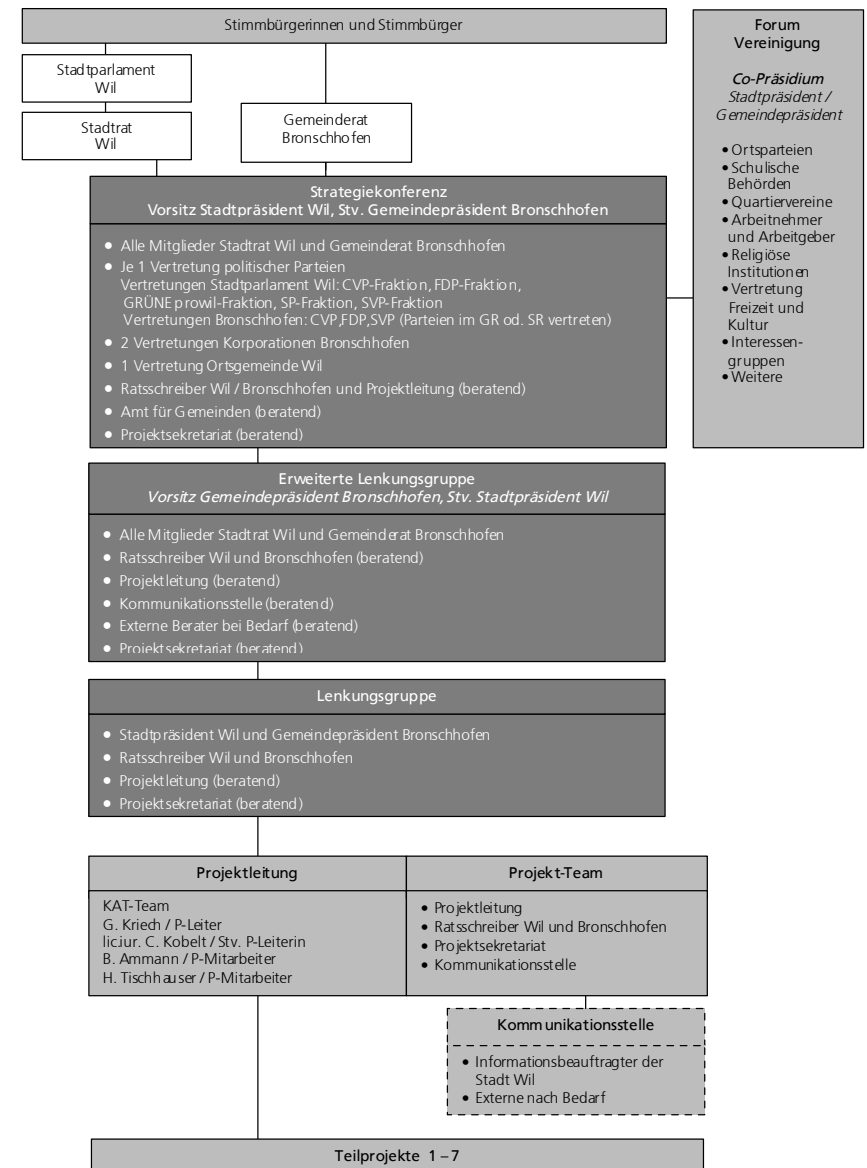 Stimmbürgerinnen und Stimmbürger
Stadtparlament
Wil
Stadtrat
Wil
Gemeinderat
Bronschhofen
Strategiekonferenz
Vorsitz Stadtpräsident Wil, Stv. Gemeindepräsident Bronschhofen
• Alle Mitglieder Stadtrat Wil und Gemeinderat Bronschhofen
• Je 1 Vertretung politischer Parteien
Vertretungen Stadtparlament Wil: CVP-Fraktion, FDP-Fraktion,
GRÜNE prowil-Fraktion, SP-Fraktion, SVP-Fraktion
Vertretungen Bronschhofen: CVP,FDP,SVP (Parteien im GR od. SR vertreten)
• 2 Vertretungen Korporationen Bronschhofen
• 1 Vertretung Ortsgemeinde Wil
• Ratsschreiber Wil / Bronschhofen und Projektleitung (beratend)
• Amt für Gemeinden (beratend)
• Projektsekretariat (beratend)
Forum
Vereinigung
Co-Präsidium
Stadtpräsident /
Gemeindepräsident
• Ortsparteien
• Schulische
Behörden
• Quartiervereine
• Arbeitnehmer
und Arbeitgeber
• Religiöse
Institutionen
• Vertretung
Freizeit und
Kultur
• Interessen-
gruppen
• Weitere
Erweiterte Lenkungsgruppe
Vorsitz Gemeindepräsident Bronschhofen, Stv. Stadtpräsident Wil
• Alle Mitglieder Stadtrat Wil und Gemeinderat Bronschhofen
• Ratsschreiber Wil und Bronschhofen (beratend)
• Projektleitung (beratend)
• Kommunikationsstelle (beratend)
• Externe Berater bei Bedarf (beratend)
• Projektsekretariat (beratend)
Lenkungsgruppe
• Stadtpräsident Wil und Gemeindepräsident Bronschhofen
• Ratsschreiber Wil und Bronschhofen
• Projektleitung (beratend)
• Projektsekretariat (beratend)
Projektleitung
KAT-Team
G. Kriech / P-Leiter
lic.iur. C. Kobelt / Stv. P-Leiterin
B. Ammann / P-Mitarbeiter
H. Tischhauser / P-Mitarbeiter
Projekt-Team
• Projektleitung
• Ratsschreiber Wil und Bronschhofen
• Projektsekretariat
• Kommunikationsstelle
Kommunikationsstelle
• Informationsbeauftragter der
Stadt Wil
• Externe nach Bedarf
Teilprojekte 1 – 7